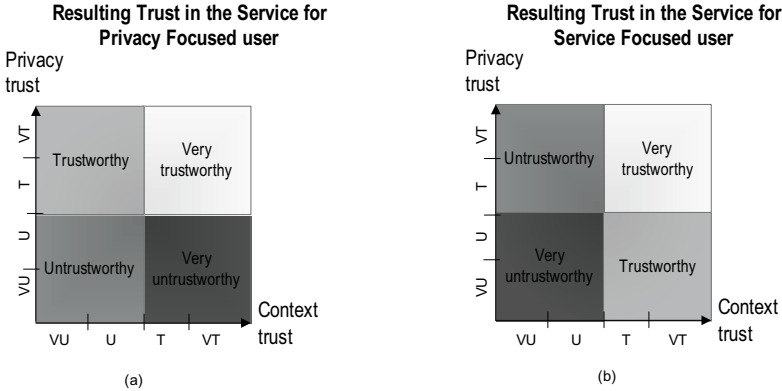 Resulting Trust in the Service for
Privacy Focused user
Privacy
trust
VT
T
U
VU
Trustworthy
Very
trustworthy
Untrustworthy
Very
untrustworthy
VU
U
T
VT
Context
trust
(a)
Resulting Trust in the Service for
Service Focused user
Privacy
trust
VT
T
U
VU
Untrustworthy
Very
trustworthy
Very
untrustworthy
Trustworthy
VU
U
T
VT
Context
trust
(b)